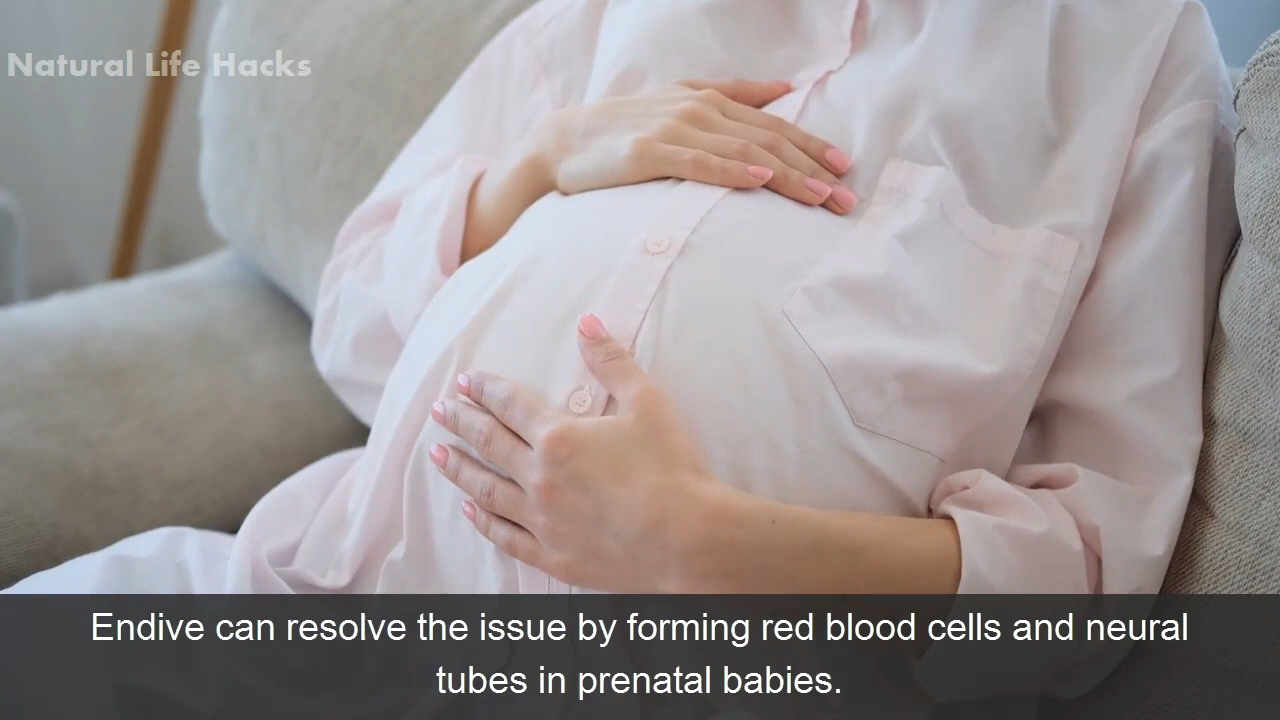 Natural Life Hacks
Endive can resolve the issue by forming red blood cells and neural
tubes in prenatal babies.